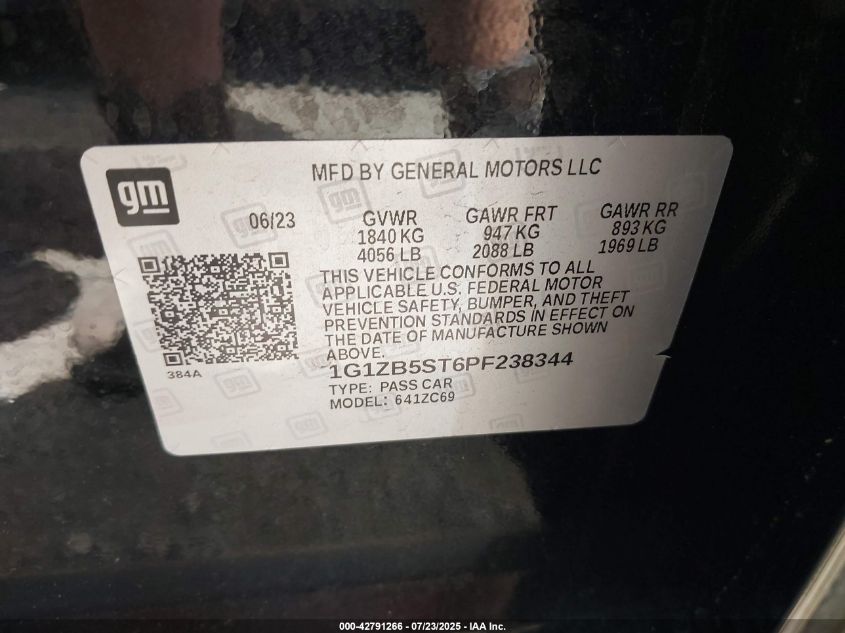 gm
MFD BY GENERAL MOTORS LLC
06/23 GVWR GAWR FRT GAWR RR
1840 KG 947 KG 893 KG
4056 LB 2088 LB 1969 LB
THIS VEHICLE CONFORMS TO ALL
APPLICABLE U.S. FEDERAL MOTOR
VEHICLE SAFETY, BUMPER, AND THEFT
PREVENTION STANDARDS IN EFFECT ON
THE DATE OF MANUFACTURE SHOWN
ABOVE.
384A
1G1ZB5ST6PF238344
TYPE: PASS CAR
MODEL: 641ZC69
000-42791266 - 07/23/2025 - IAA Inc.